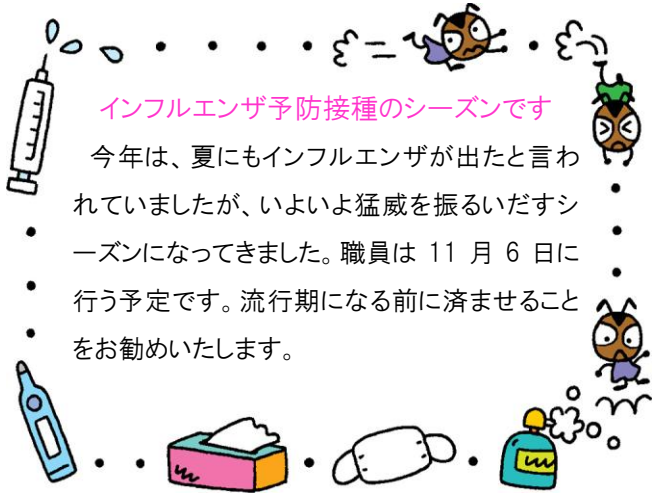 インフルエンザ予防接種のシーズンです
今年は、夏にもインフルエンザが出たと言わ
れていましたが、いよいよ猛威を振るいだすシ
ーズンになってきました。職員は 11 月 6 日に
行う予定です。流行期になる前に済ませること
をお勧めいたします。